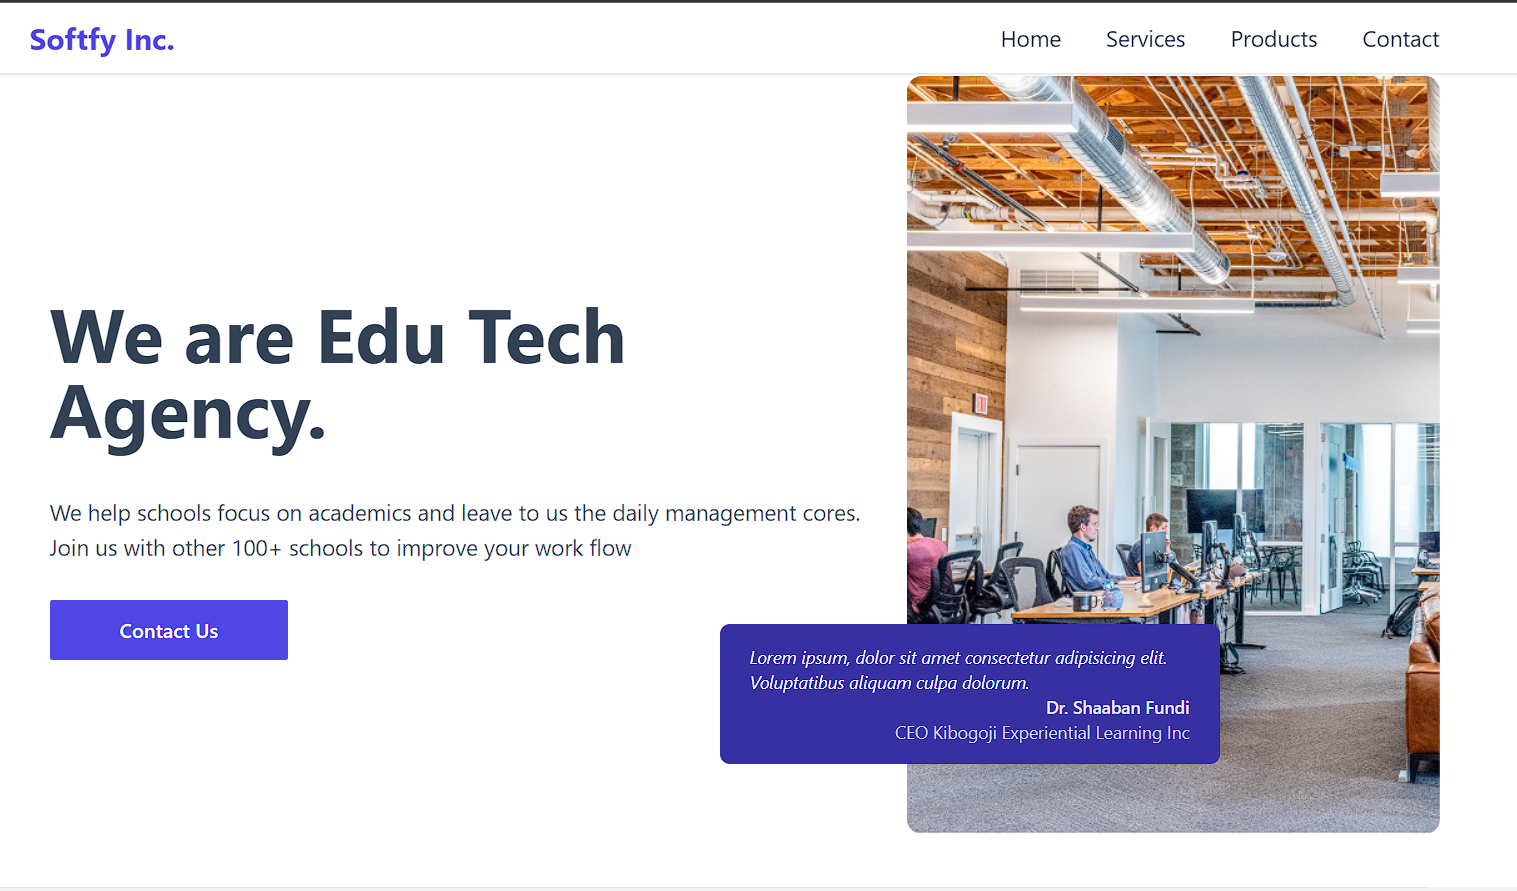 Softfy Inc.
Home Services Products Contact
We are Edu Tech
Agency.
We help schools focus on academics and leave to us the daily management cores.
Join us with other 100+ schools to improve your work flow
Contact Us
Lorem ipsum, dolor sit amet consectetur adipisicing elit.
Voluptatibus aliquam culpa dolorum.
Dr. Shaaban Fundi
CEO Kibogoji Experiential Learning Inc